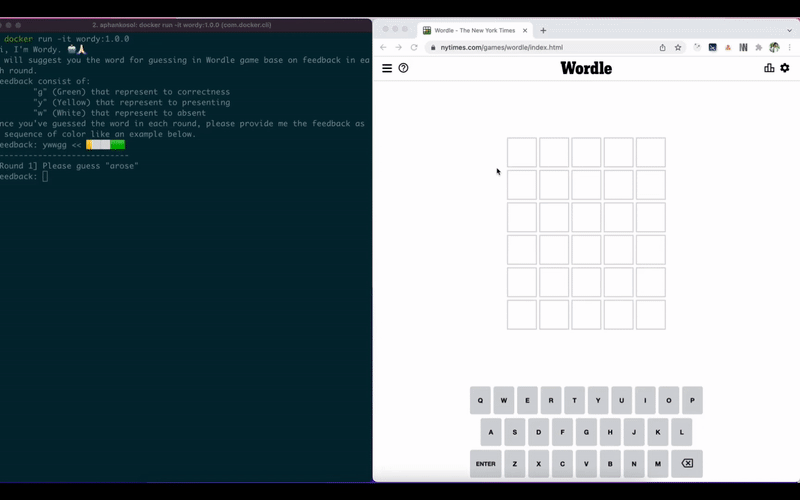 2. aphenkosol: docker run -it wordy:1.0.0 (com.docker.cli)
docker run -it wordy:1.0.0
i, I'm Wordy.
will suggest you the word for guessing in Wordle game base on feedback in ea
h round.
eedback consist of:
"g" (Green) that represent to correctness
"y" (Yellow) that represent to presenting
"w" (White) that represent to absent
nce you've guessed the word in each round, please provide me the feedback as
sequence of color like an example below.
eedback: ywwgg <<
---------------------------
Round 1] Please guess "arose"
eedback:
Wordle - The New York Times
nytimes.com/games/wordle/index.html
Wordle
Q W E R T Y U I O P
A S D F G H J K L
ENTER Z X C V B N M